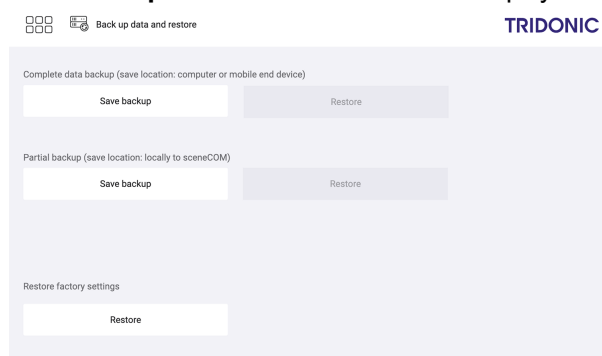 Back up data and restore
TRIDONIC
Complete data backup (save location: computer or mobile end device)
Save backup
Restore
Partial backup (save location: locally to sceneCOM)
Save backup
Restore
Restore factory settings
Restore